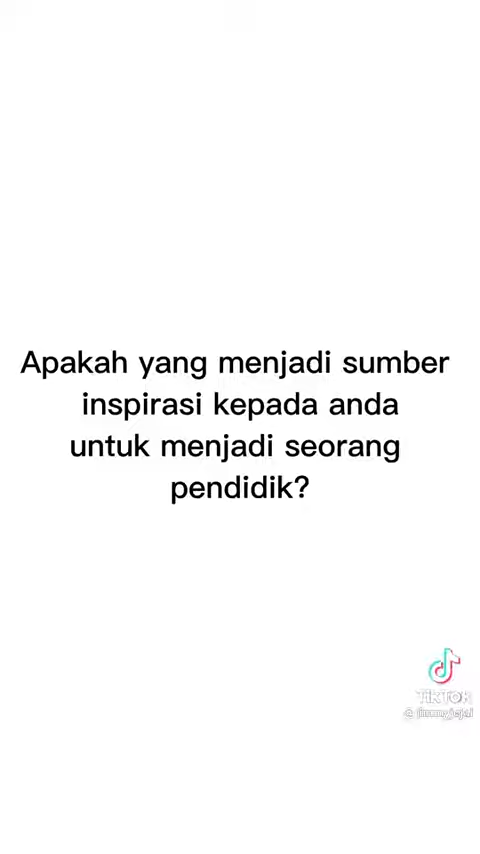 Apakah yang menjadi sumber
inspirasi kepada anda
untuk menjadi seorang
pendidik?
TikTok